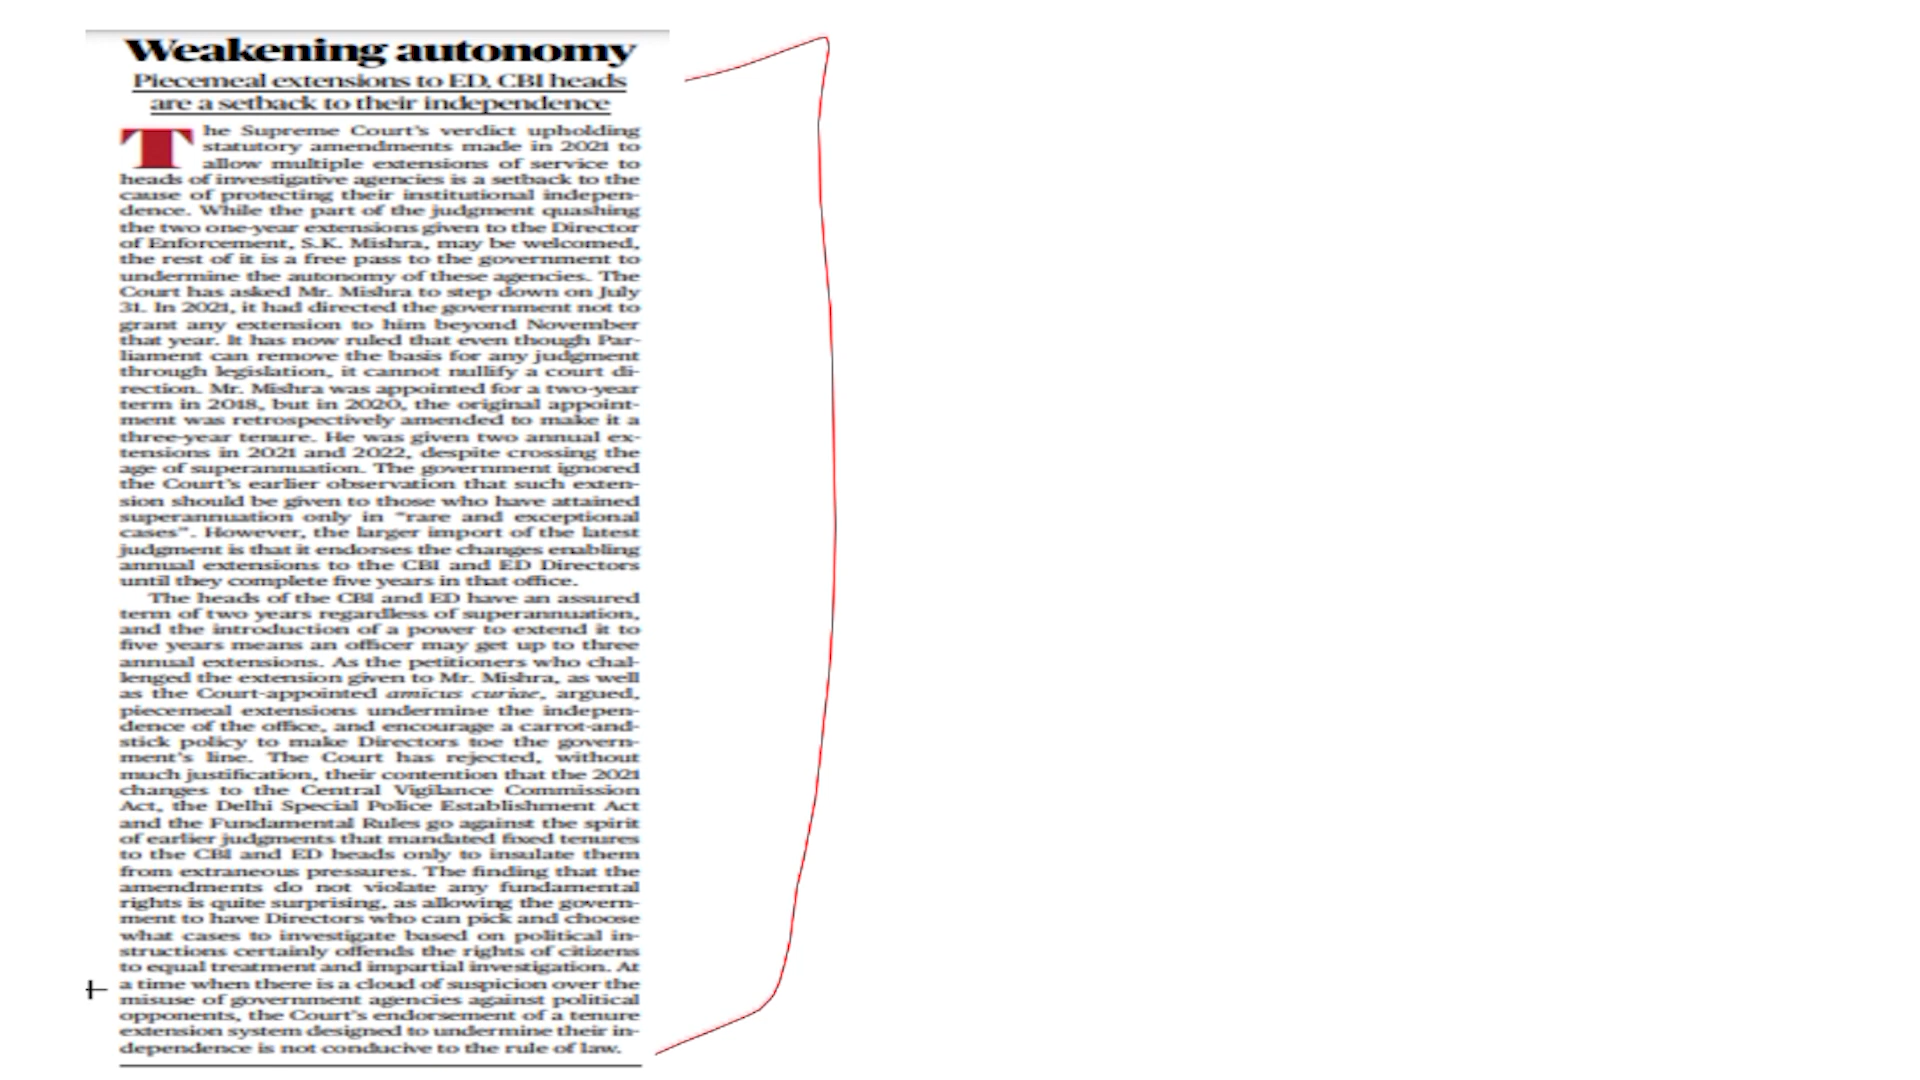 Weakening autonomy
Piecemeal extensions to ED, CBI heads
are a setback to their independence
The Supreme Court's verdict upholding
statutory amendments made in 2021 to
allow multiple extensions of service to
heads of investigative agencies is a setback to the
cause of protecting their institutional indepen-
dence. While the part of the judgment quashing
the two one-year extensions given to the Director
of Enforcement, S.K. Mishra, may be welcomed,
the rest of it is a free pass to the government to
undermine the autonomy of these agencies. The
Court has asked Mr. Mishra to step down on July
31. In 2021, it had directed the government not to
grant any extension to him beyond November
that year. It has now ruled that even though Par-
liament can remove the basis for any judgment
through legislation, it cannot nullify a court di-
rection. Mr. Mishra was appointed for a two-year
term in 2018, but in 2020, the original appoint-
ment was retrospectively amended to make it a
three-year tenure. He was given two annual ex-
tensions in 2021 and 2022, despite crossing the
age of superannuation. The government ignored
the Court's earlier observation that such exten-
sion should be given to those who have attained
superannuation only in "rare and exceptional
cases". However, the larger import of the latest
judgment is that it endorses the changes enabling
annual extensions to the CBI and ED Directors
until they complete five years in that office.
The heads of the CBI and ED have an assured
term of two years regardless of superannuation,
and the introduction of a power to extend it to
five years means an officer may get up to three
annual extensions. As the petitioners who chal-
lenged the extension given to Mr. Mishra, as well
as the Court-appointed amicus curiae, argued,
piecemeal extensions undermine the indepen-
dence of the office, and encourage a carrot-and-
stick policy to make Directors toe the govern-
ment's line. The Court has rejected, without
much justification, their contention that the 2021
changes to the Central Vigilance Commission
Act, the Delhi Special Police Establishment Act
and the Fundamental Rules go against the spirit
of earlier judgments that mandated fixed tenures
to the CBI and ED heads only to insulate them
from extraneous pressures. The finding that the
amendments do not violate any fundamental
rights is quite surprising, as allowing the govern-
ment to have Directors who can pick and choose
what cases to investigate based on political in-
structions certainly offends the rights of citizens
to equal treatment and impartial investigation. At
a time when there is a cloud of suspicion over the
misuse of government agencies against political
opponents, the Court's endorsement of a tenure
extension system designed to undermine their in-
dependence is not conducive to the rule of law.